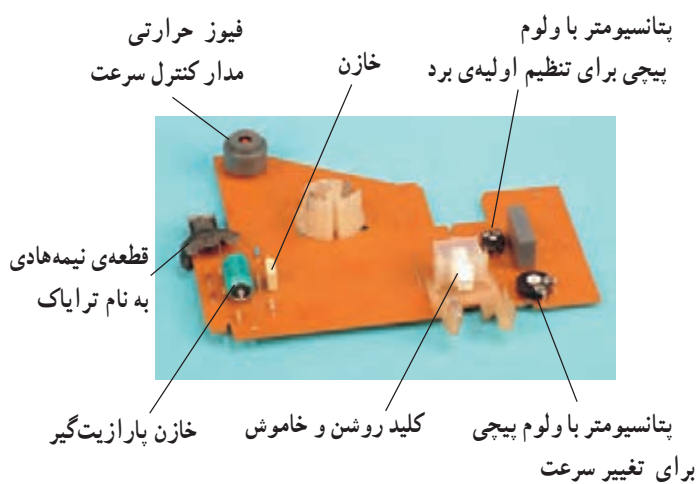 پتانسیومتر با ولوم
پیچی برای تنظیم اولیه‌ی برد
خازن
فیوز حرارتی
مدار کنترل سرعت
قطعه‌ی نیمه‌هادی
به نام ترایاک
خازن پارازیت‌گیر
کلید روشن و خاموش
پتانسیومتر با ولوم پیچی
برای تغییر سرعت